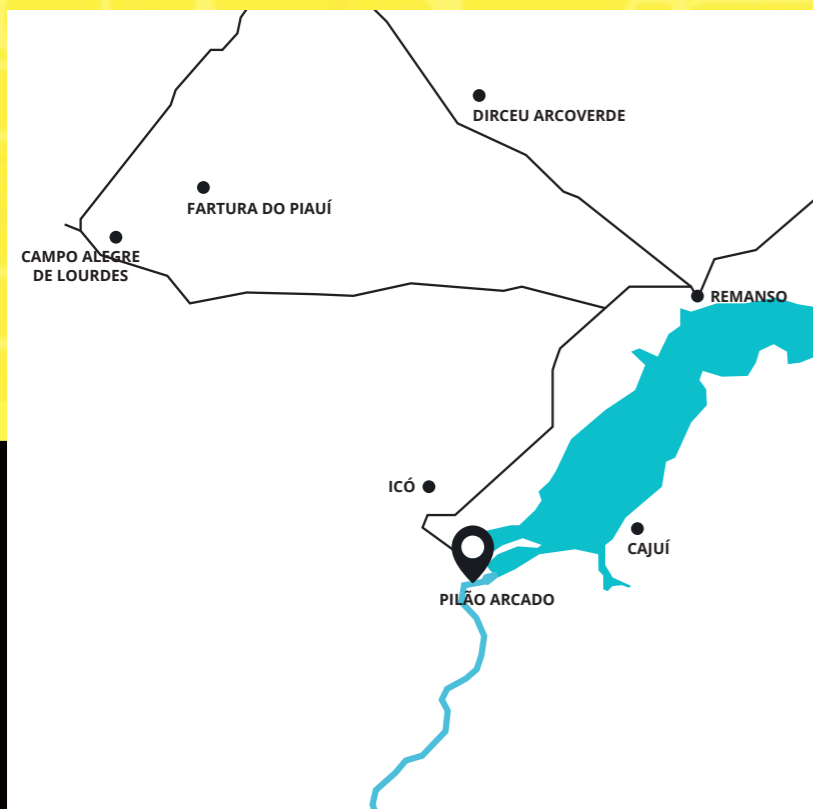 DIRCEU ARCOVERDE
FARTURA DO PIAUÍ
CAMPO ALEGRE
DE LOURDES
REMANSO
ICÓ
CAJUÍ
PILÃO ARCADO